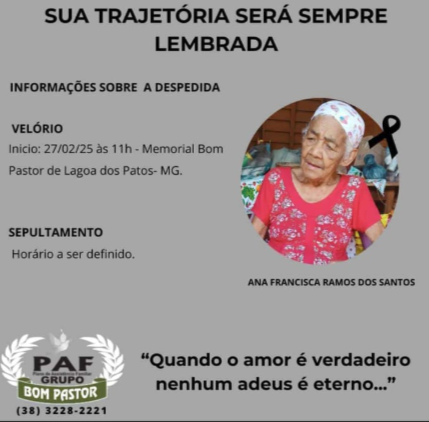 SUA TRAJETÓRIA SERÁ SEMPRE
LEMBRADA
INFORMAÇÕES SOBRE A DESPEDIDA
VELÓRIO
Inicio: 27/02/25 às 11h - Memorial Bom
Pastor de Lagoa dos Patos- MG.
SEPULTAMENTO
Horário a ser definido.
ANA FRANCISCA RAMOS DOS SANTOS
PAF
GRUPO
BOM PASTOR
(38) 3228-2221
“Quando o amor é verdadeiro
nenhum adeus é eterno...”